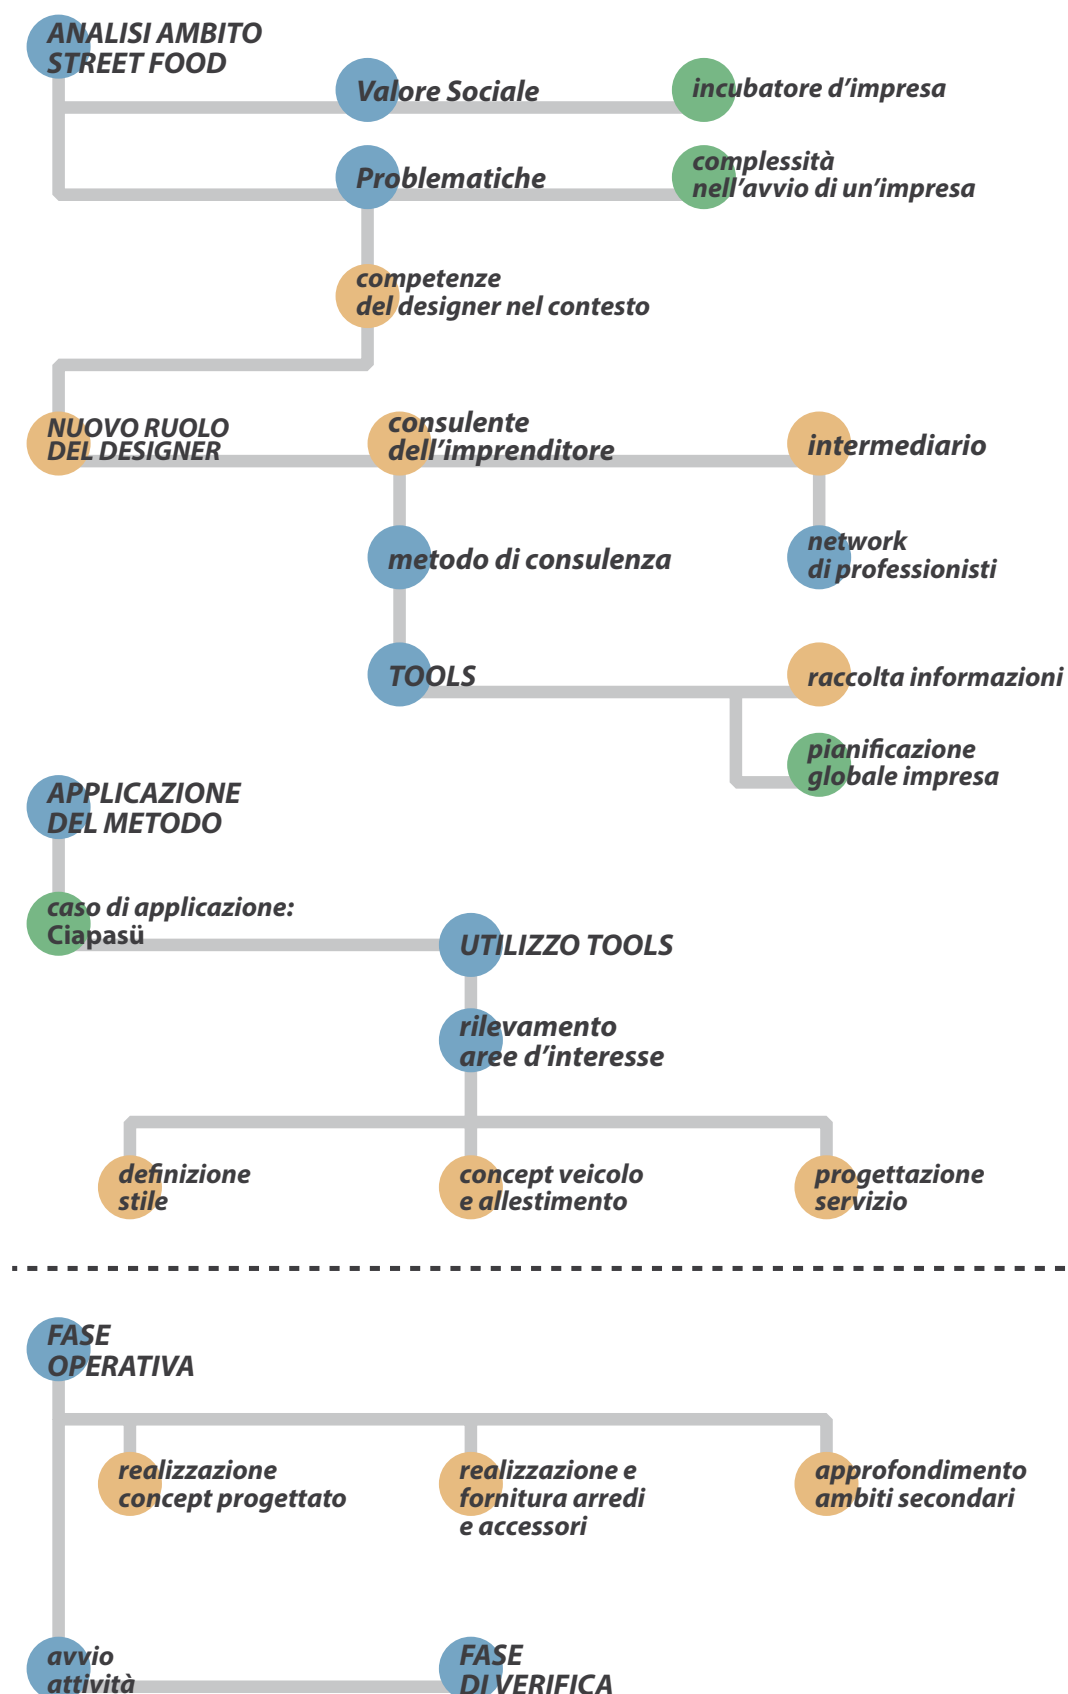 ANALISI AMBITO
STREET FOOD
Valore Sociale
incubatore d’impresa
Problematiche
complessità
nell’avvio di un’impresa
competenze
del designer nel contesto
NUOVO RUOLO
DEL DESIGNER
consulente
dell’imprenditore
intermediario
metodo di consulenza
network
di professionisti
TOOLS
raccolta informazioni
pianificazione
globale impresa
APPLICAZIONE
DEL METODO
caso di applicazione:
Ciapasü
UTILIZZO TOOLS
rilevamento
aree d’interesse
definizione
stile
concept veicolo
e allestimento
progettazione
servizio
FASE
OPERATIVA
realizzazione
concept progettato
realizzazione e
fornitura arredi
e accessori
approfondimento
ambiti secondari
avvio
attività
FASE
DI VERIFICA